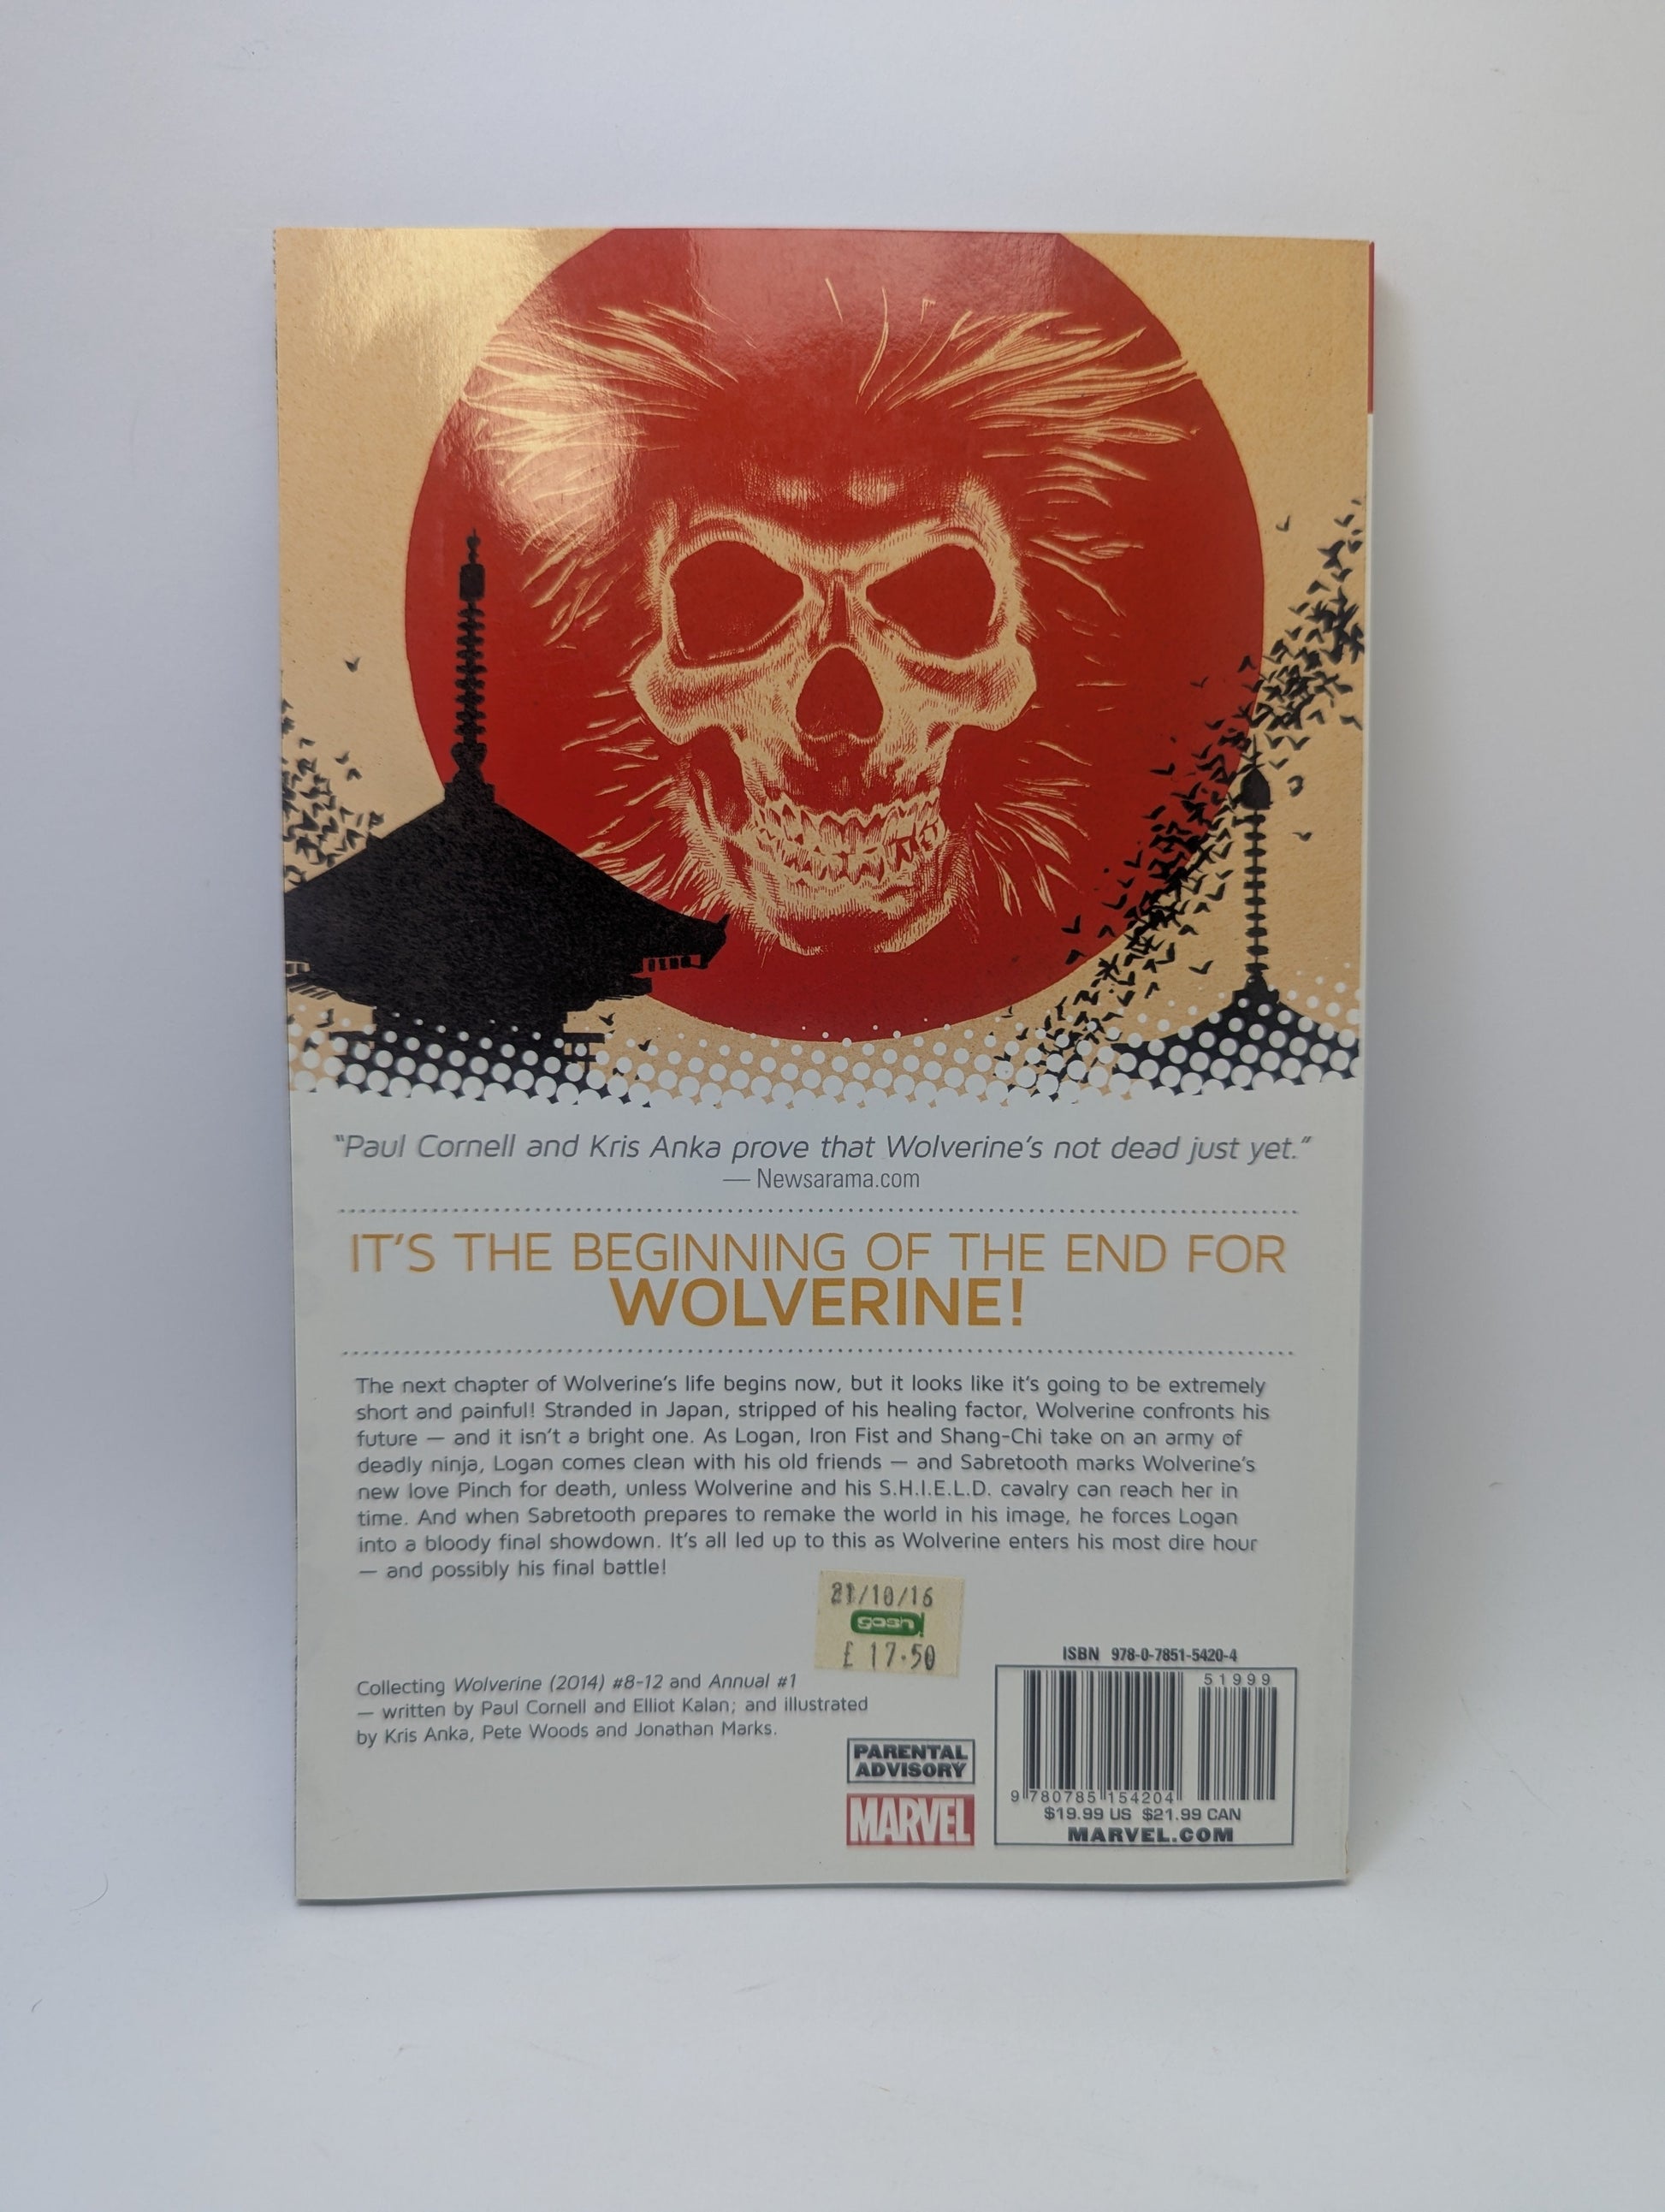 “Paul Cornell and Kris Anka prove that Wolverine’s not dead just yet.”
— Newsarama.com
IT’S THE BEGINNING OF THE END FOR
WOLVERINE!
The next chapter of Wolverine’s life begins now, but it looks like it’s going to be extremely
short and painful! Stranded in Japan, stripped of his healing factor, Wolverine confronts his
future — and it isn’t a bright one. As Logan, Iron Fist and Shang-Chi take on an army of
deadly ninja, Logan comes clean with his old friends — and Sabretooth marks Wolverine’s
new love Pinch for death, unless Wolverine and his S.H.I.E.L.D. cavalry can reach her in
time. And when Sabretooth prepares to remake the world in his image, he forces Logan
into a bloody final showdown. It’s all led up to this as Wolverine enters his most dire hour
— and possibly his final battle!
21/10/16
gosh!
£ 17.50
Collecting Wolverine (2014) #8-12 and Annual #1
— written by Paul Cornell and Elliot Kalan; and illustrated
by Kris Anka, Pete Woods and Jonathan Marks.
PARENTAL
ADVISORY
MARVEL
ISBN 978-0-7851-5420-4
51999
9 780785 154204
$19.99 US $21.99 CAN
MARVEL.COM